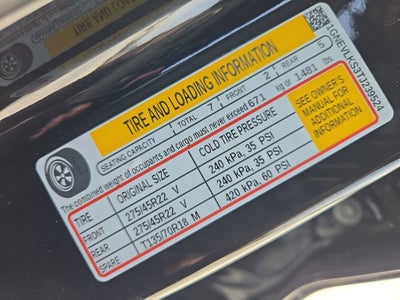 TIRE AND LOADING INFORMATION
SEATING CAPACITY TOTAL 7 FRONT 2 REAR 5
The combined weight of occupants and cargo must never exceed 671 kg or 1481 lbs
TIRE ORIGINAL SIZE COLD TIRE PRESSURE
FRONT 275/45R22 V 240 kPa, 35 PSI
REAR 275/45R22 V 240 kPa, 35 PSI
SPARE T135/70R18 M 420 kPa, 60 PSI
SEE OWNER'S
MANUAL FOR
ADDITIONAL
INFORMATION
1GNEVLKS3TJ239524